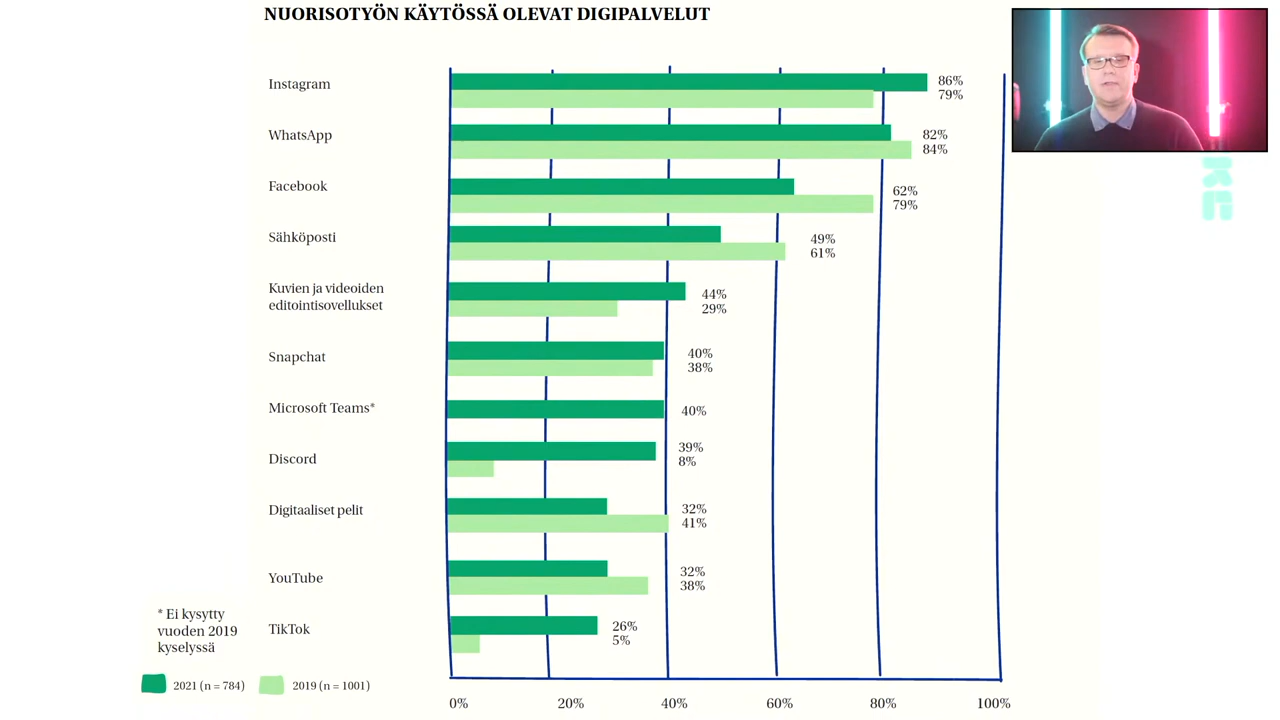 NUORISOTYÖN KÄYTÖSSÄ OLEVAT DIGIPALVELUT
Instagram
86%
79%
WhatsApp
82%
84%
Facebook
62%
79%
Sähköposti
49%
61%
Kuvien ja videoiden
editointisovellukset
44%
29%
Snapchat
40%
38%
Microsoft Teams*
40%
Discord
39%
8%
Digitaaliset pelit
32%
41%
YouTube
32%
38%
TikTok
26%
5%
* Ei kysytty
vuoden 2019
kyselyssä
2021 (n = 784)
2019 (n = 1001)
0% 20% 40% 60% 80% 100%